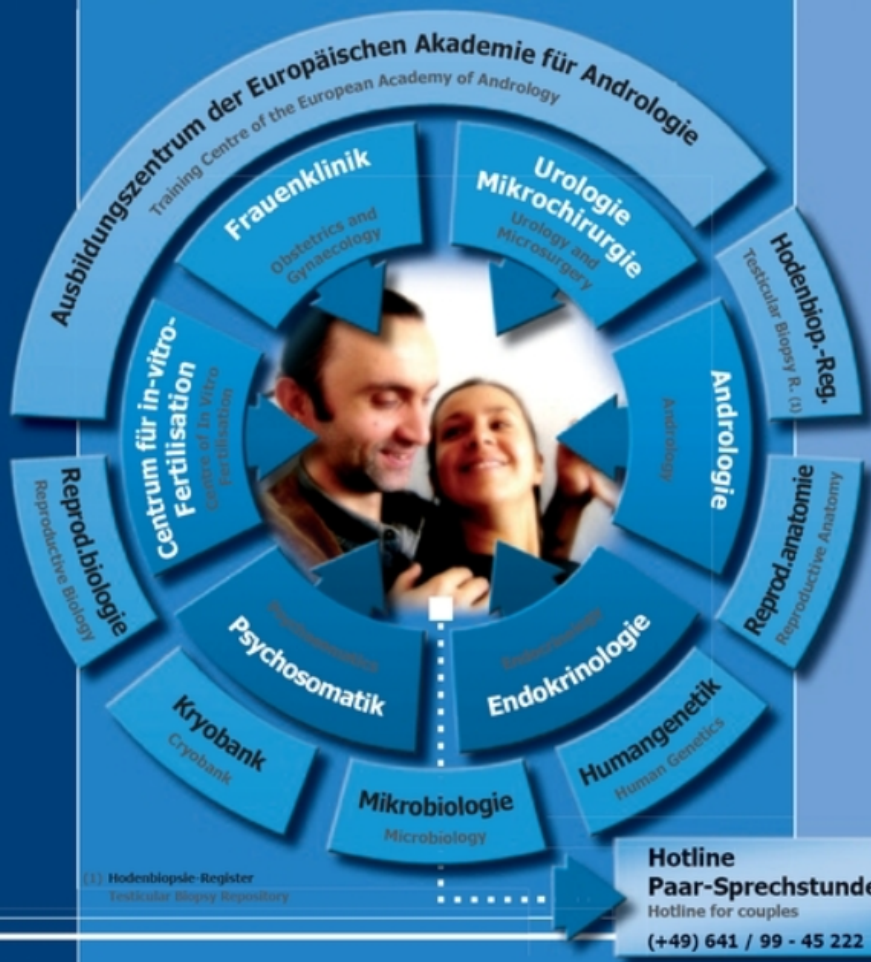 Ausbildungszentrum der Europäischen Akademie für Andrologie
Training Centre of the European Academy of Andrology
Frauenklinik
Obstetrics and
Gynaecology
Urologie
Mikrochirurgie
Urology and
Microsurgery
Hodenbiop.-Reg.
Testicular Biopsy R. (1)
Centrum für in-vitro-
Fertilisation
Centre of In Vitro
Fertilisation
Andrologie
Andrology
Reprod.biologie
Reproductive Biology
Reprod.anatomie
Reproductive Anatomy
Psychosomatics
Psychosomatik
Endocrinology
Endokrinologie
Kryobank
Cryobank
Humangenetik
Human Genetics
Mikrobiologie
Microbiology
(1) Hodenbiopsie-Register
Testicular Biopsy Repository
Hotline
Paar-Sprechstunde
Hotline for couples
(+49) 641 / 99 - 45 222